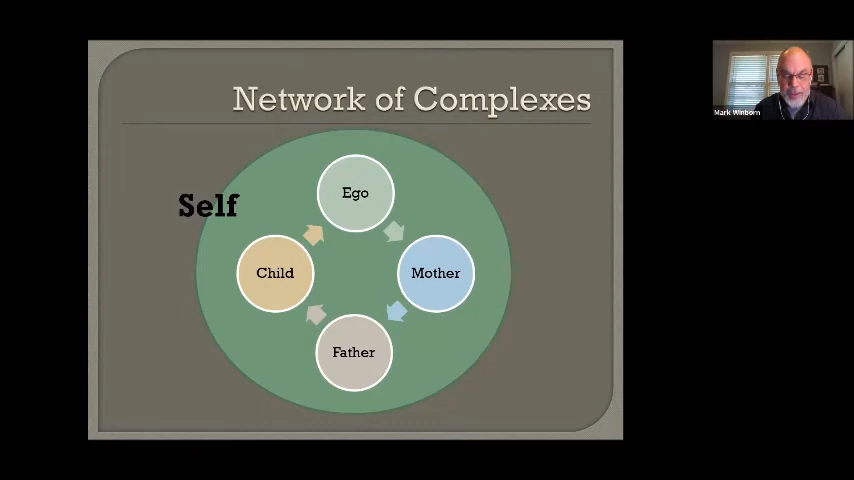 Network of Complexes
Mark Winborn
Ego
Self
Child
Mother
Father